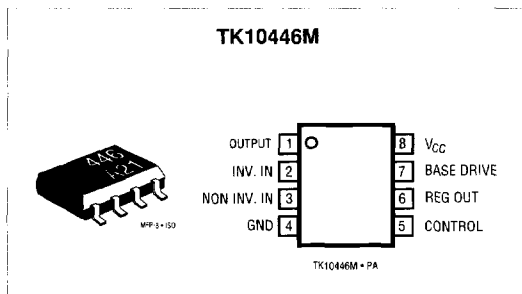 TK10446M
446
A21
MFP-8 • ISO
OUTPUT 1
INV. IN 2
NON INV. IN 3
GND 4
8 VCC
7 BASE DRIVE
6 REG OUT
5 CONTROL
TK10446M • PA